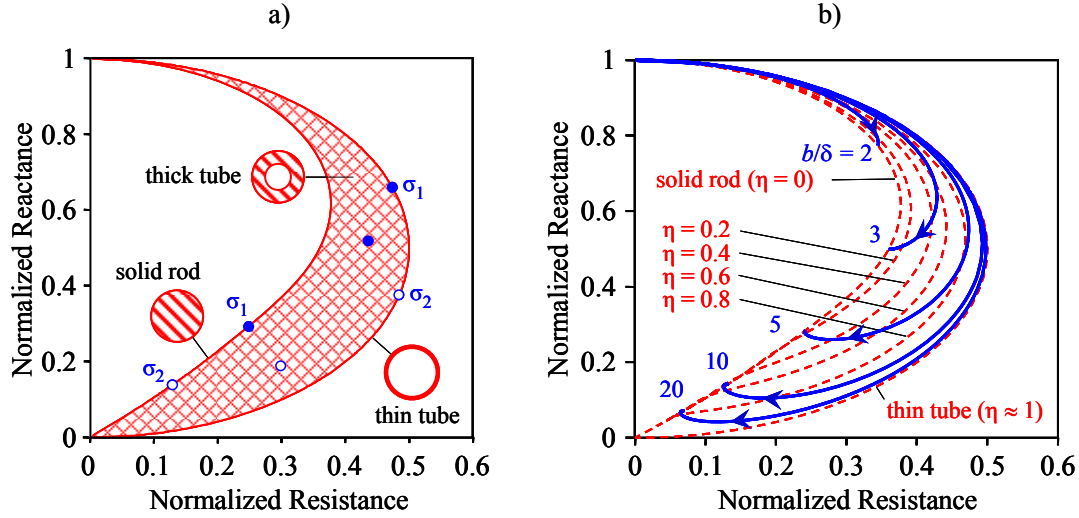 a)
Normalized Reactance
1
0.8
0.6
0.4
0.2
0
thick tube
σ1
solid rod
σ1
σ2
σ2
thin tube
0
0.1
0.2
0.3
0.4
0.5
0.6
Normalized Resistance
b)
Normalized Reactance
1
0.8
0.6
0.4
0.2
0
b/δ = 2
solid rod (η = 0)
3
η = 0.2
η = 0.4
η = 0.6
η = 0.8
5
10
20
thin tube (η ≈ 1)
0
0.1
0.2
0.3
0.4
0.5
0.6
Normalized Resistance